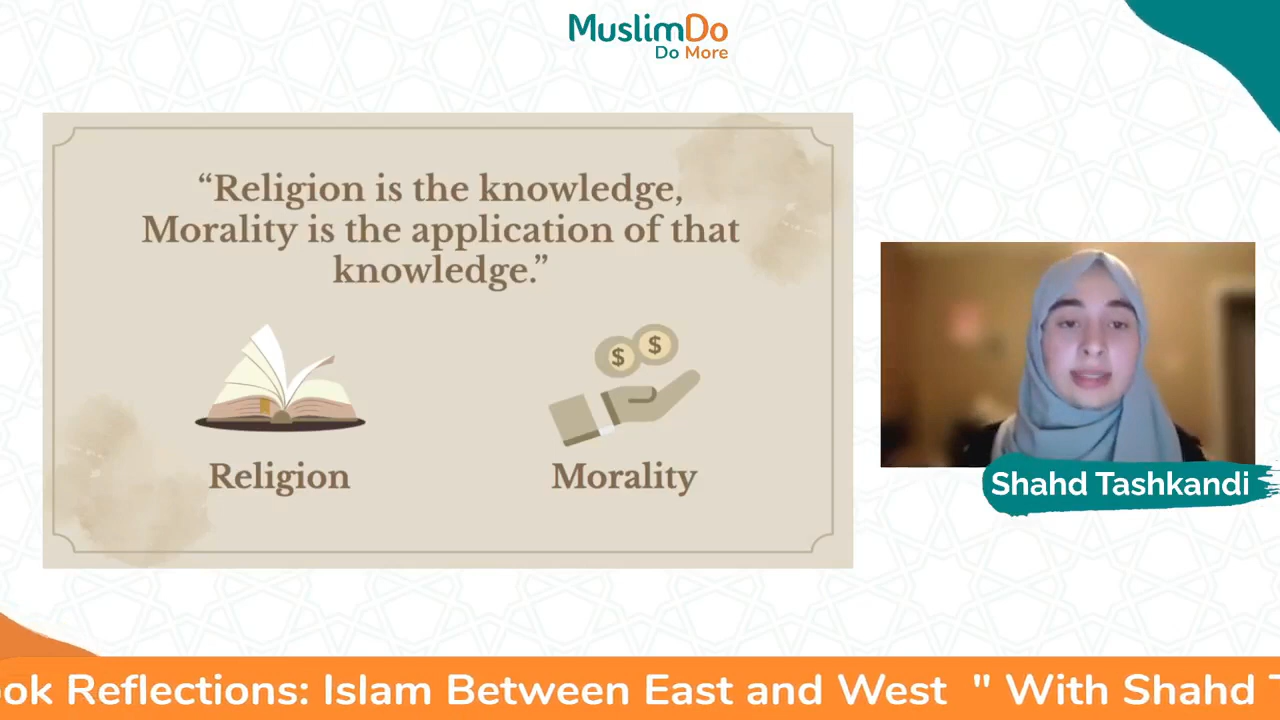 MuslimDo
Do More
“Religion is the knowledge,
Morality is the application of that
knowledge.”
$ $
Religion
Morality
Shahd Tashkandi
ok Reflections: Islam Between East and West " With Shahd T